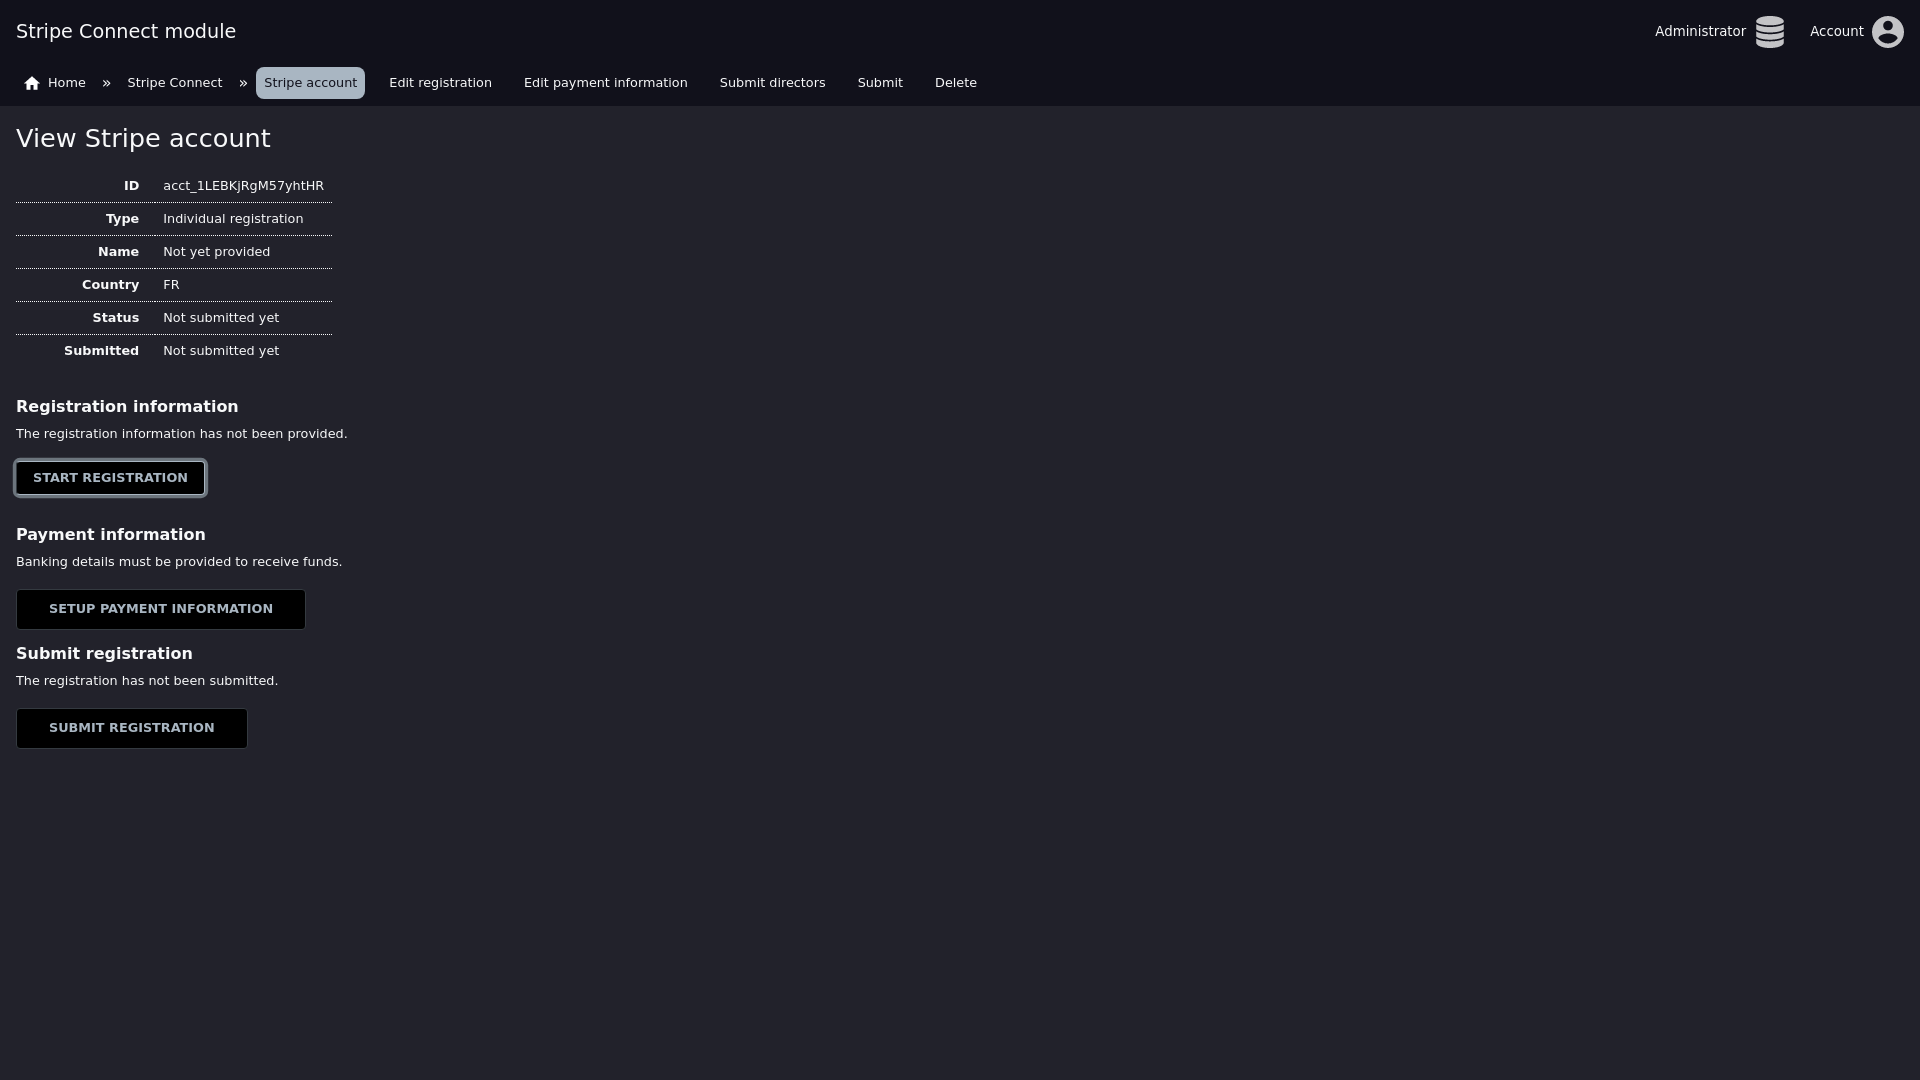 Stripe Connect module
Administrator
Account
Home » Stripe Connect » Stripe account Edit registration Edit payment information Submit directors Submit Delete
View Stripe account
ID acct_1LEBKjRgM57yhtHR
Type Individual registration
Name Not yet provided
Country FR
Status Not submitted yet
Submitted Not submitted yet
Registration information
The registration information has not been provided.
START REGISTRATION
Payment information
Banking details must be provided to receive funds.
SETUP PAYMENT INFORMATION
Submit registration
The registration has not been submitted.
SUBMIT REGISTRATION